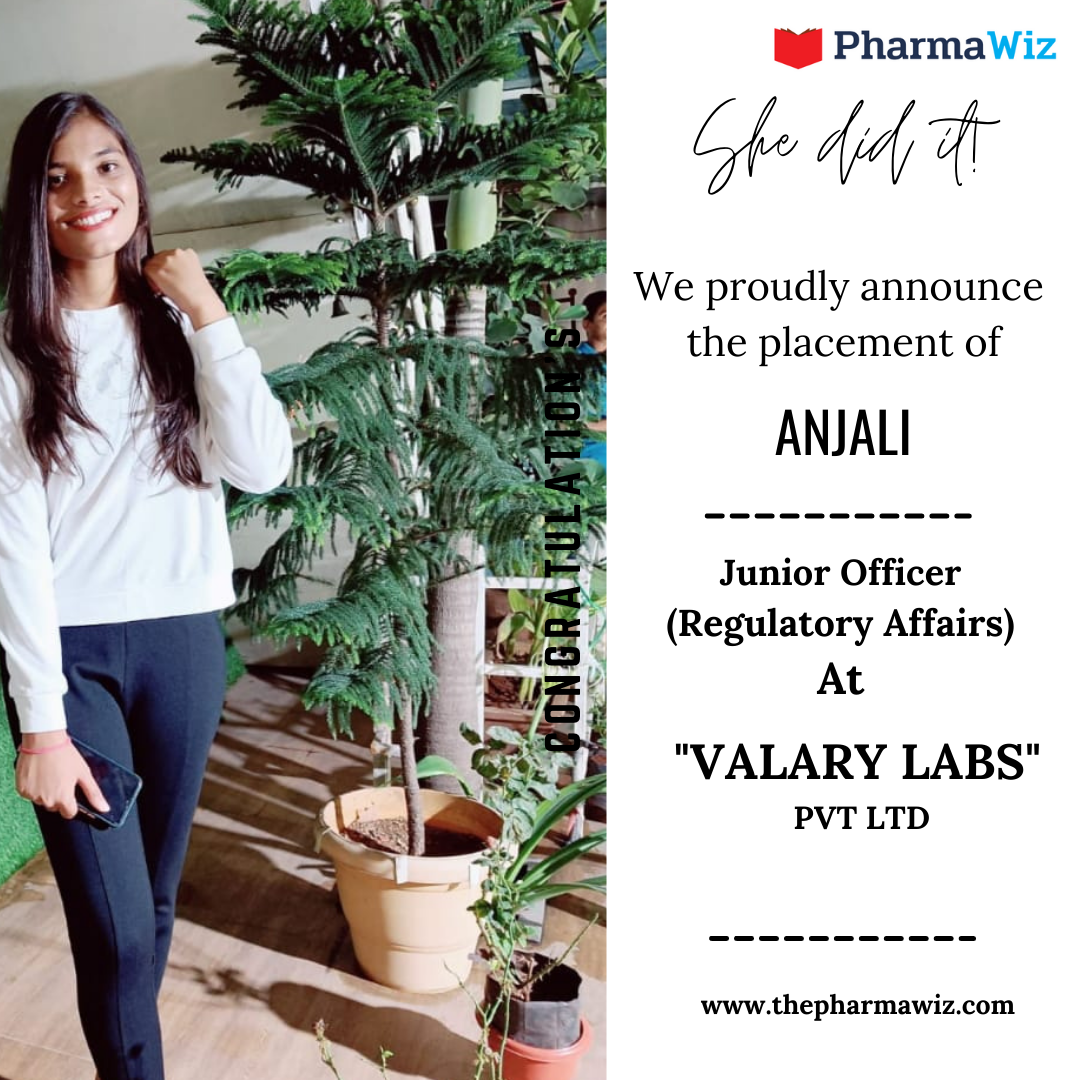 PharmaWiz
She did it!
We proudly announce
the placement of
ANJALI
Junior Officer
(Regulatory Affairs)
At
"VALARY LABS"
PVT LTD
www.thepharmawiz.com
CONGRATULATION'S